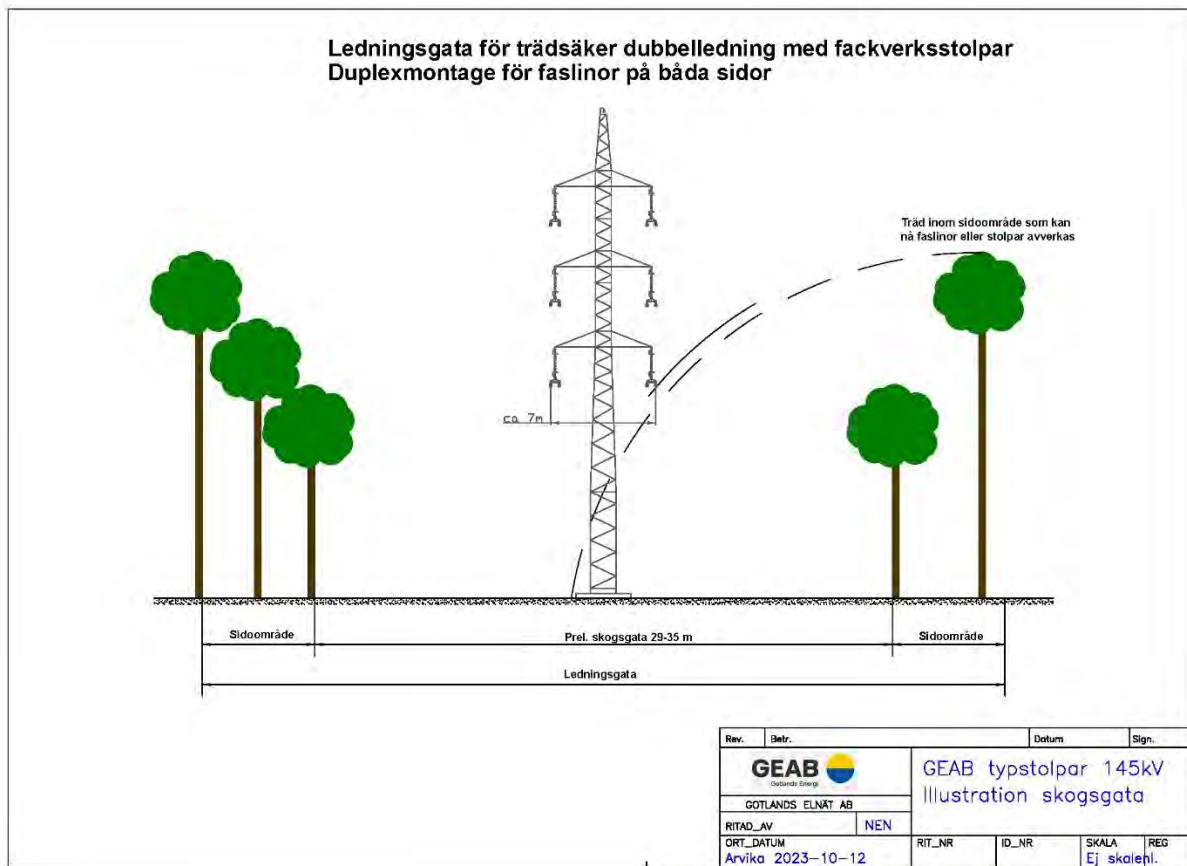 Ledningsgata för trädsäker dubbelledning med fackverksstolpar
Duplexmontage för faslinor på båda sidor
Träd inom sidoområde som kan
nå faslinor eller stolpar avverkas
ca 7m
Sidoområde
Prel. skogsgata 29-35 m
Sidoområde
Ledningsgata
Rev. Betr. Datum Sign.
GEAB
Gotlands Energi
GOTLANDS ELNÄT AB
GEAB typstolpar 145kV
Illustration skogsgata
RITAD_AV NEN
ORT_DATUM RIT_NR ID_NR SKALA REG
Arvika 2023-10-12 Ej skalenl.